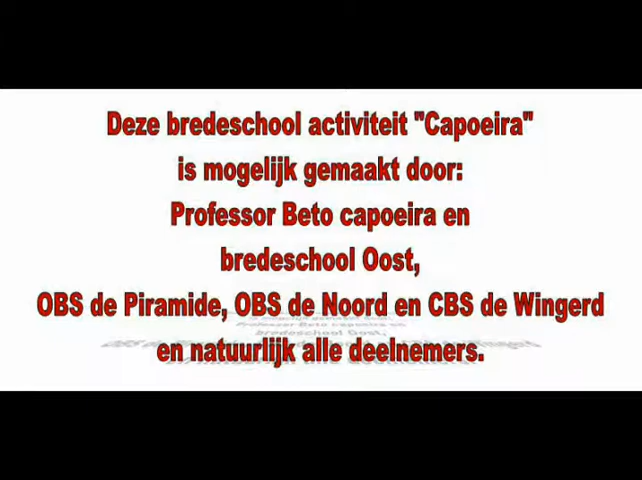 Deze bredeschool activiteit "Capoeira"
is mogelijk gemaakt door:
Professor Beto capoeira en
bredeschool Oost,
OBS de Piramide, OBS de Noord en CBS de Wingerd
en natuurlijk alle deelnemers.